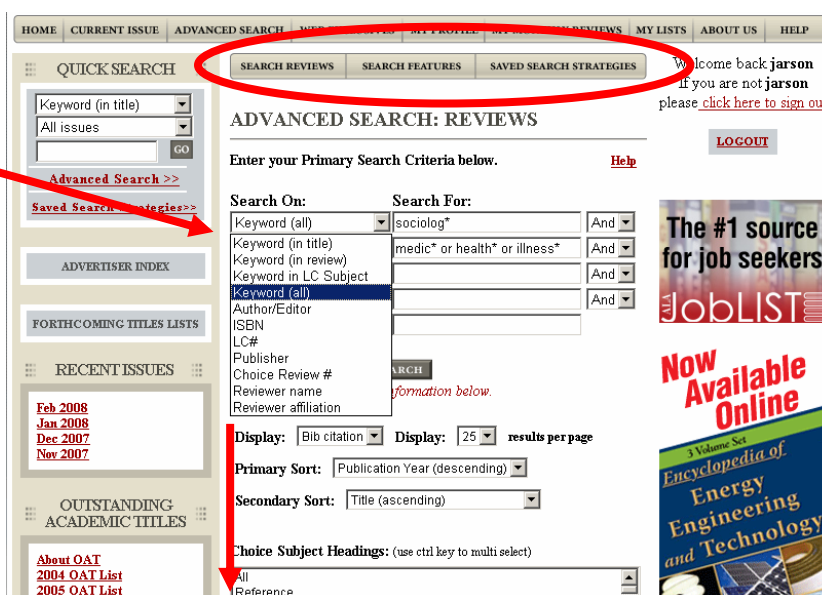 HOME CURRENT ISSUE ADVANCED SEARCH MY LISTS ABOUT US HELP
SEARCH REVIEWS SEARCH FEATURES SAVED SEARCH STRATEGIES
QUICK SEARCH
Keyword (in title)
All issues
GO
Advanced Search >>
Saved Search Strategies>>
ADVERTISER INDEX
FORTHCOMING TITLES LISTS
RECENT ISSUES
Feb 2008
Jan 2008
Dec 2007
Nov 2007
OUTSTANDING
ACADEMIC TITLES
About OAT
2004 OAT List
2005 OAT List
ADVANCED SEARCH: REVIEWS
Enter your Primary Search Criteria below. Help
Search On: Search For:
Keyword (all) sociolog* And
medic* or health* or illness* And
And
And
Keyword (in title)
Keyword (in review)
Keyword in LC Subject
Keyword (all)
Author/Editor
ISBN
LC#
Publisher
Choice Review #
Reviewer name
Reviewer affiliation
below.
Display: Bib citation Display: 25 results per page
Primary Sort: Publication Year (descending)
Secondary Sort: Title (ascending)
Choice Subject Headings: (use ctrl key to multi select)
All
Reference
Welcome back jarson
If you are not jarson
please click here to sign ou
LOGOUT
The #1 source
for job seekers
ALA
JobLIST
Now
Available
Online
3 Volume Set
Encyclopedia of
Energy
Engineering
and Technology